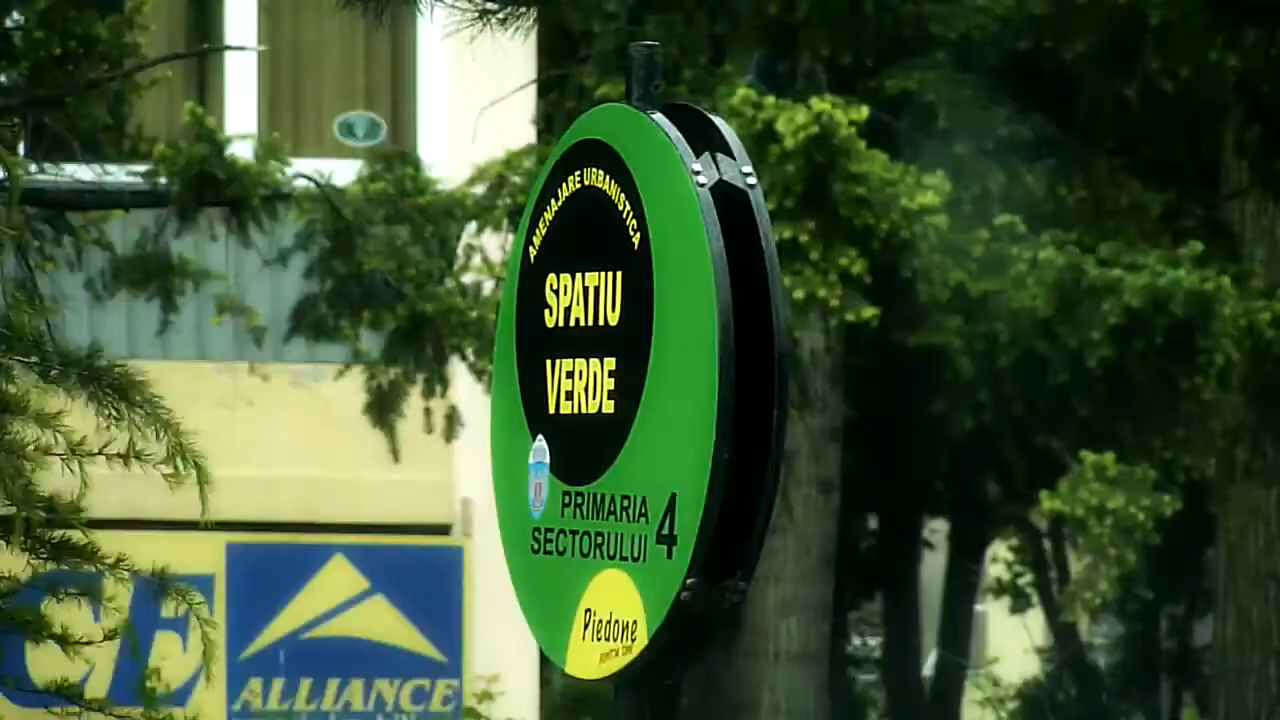 AMENAJARE URBANISTICA
SPATIU
VERDE
PRIMARIA
SECTORULUI 4
Piedone
ALLIANCE